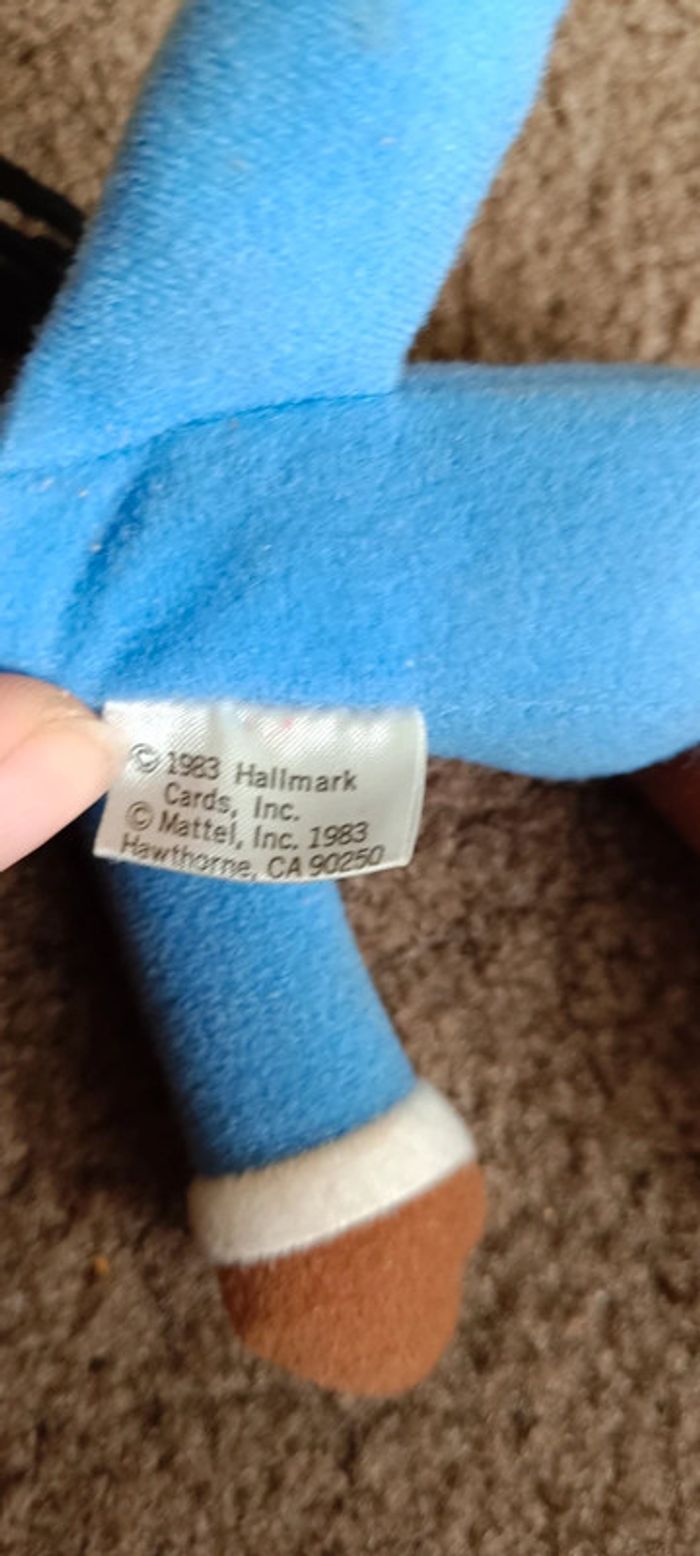 © 1983 Hallmark
Cards, Inc.
© Mattel, Inc. 1983
Hawthorne, CA 90250